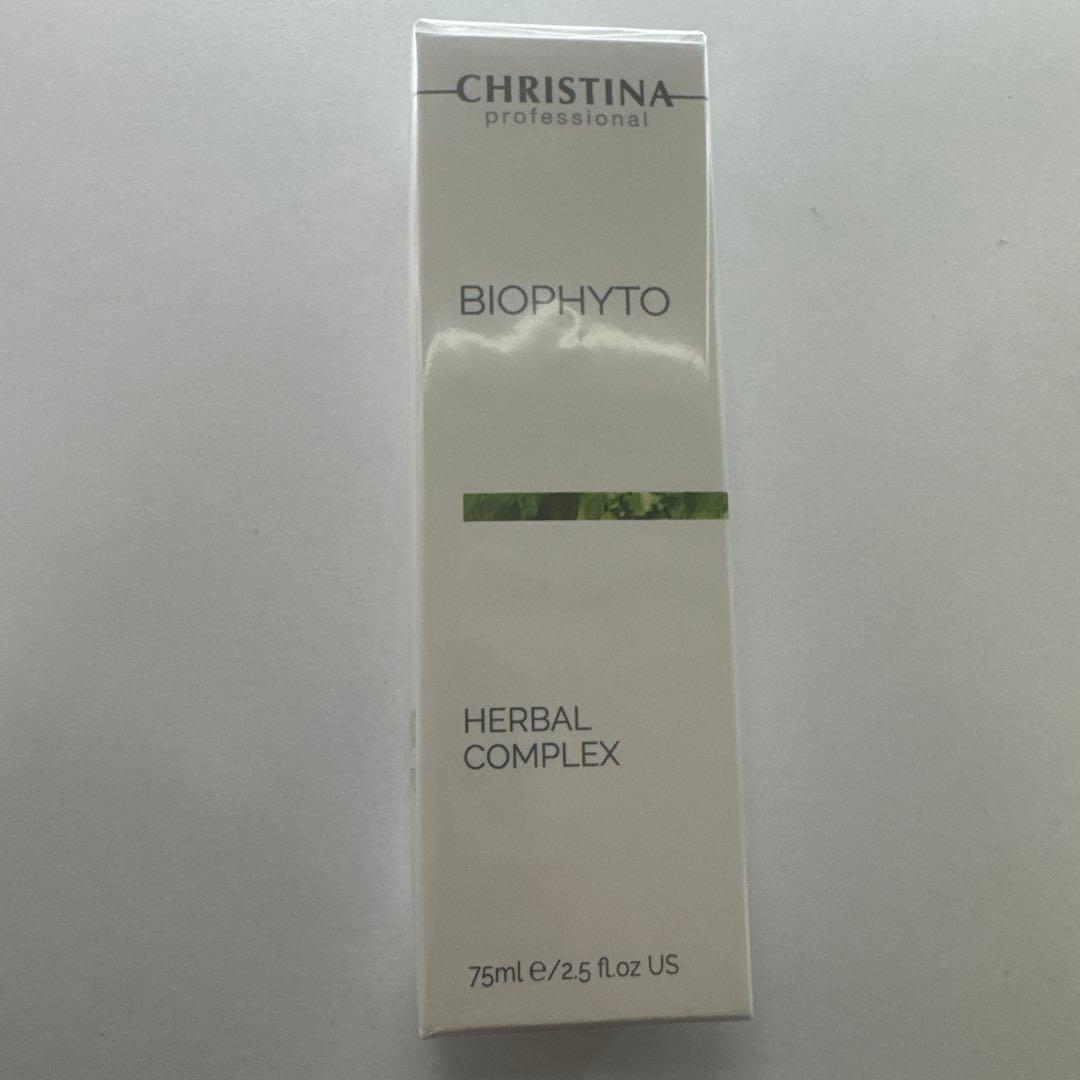 CHRISTINA
professional
BIOPHYTO
HERBAL
COMPLEX
75ml ℮/2.5 fl.oz US